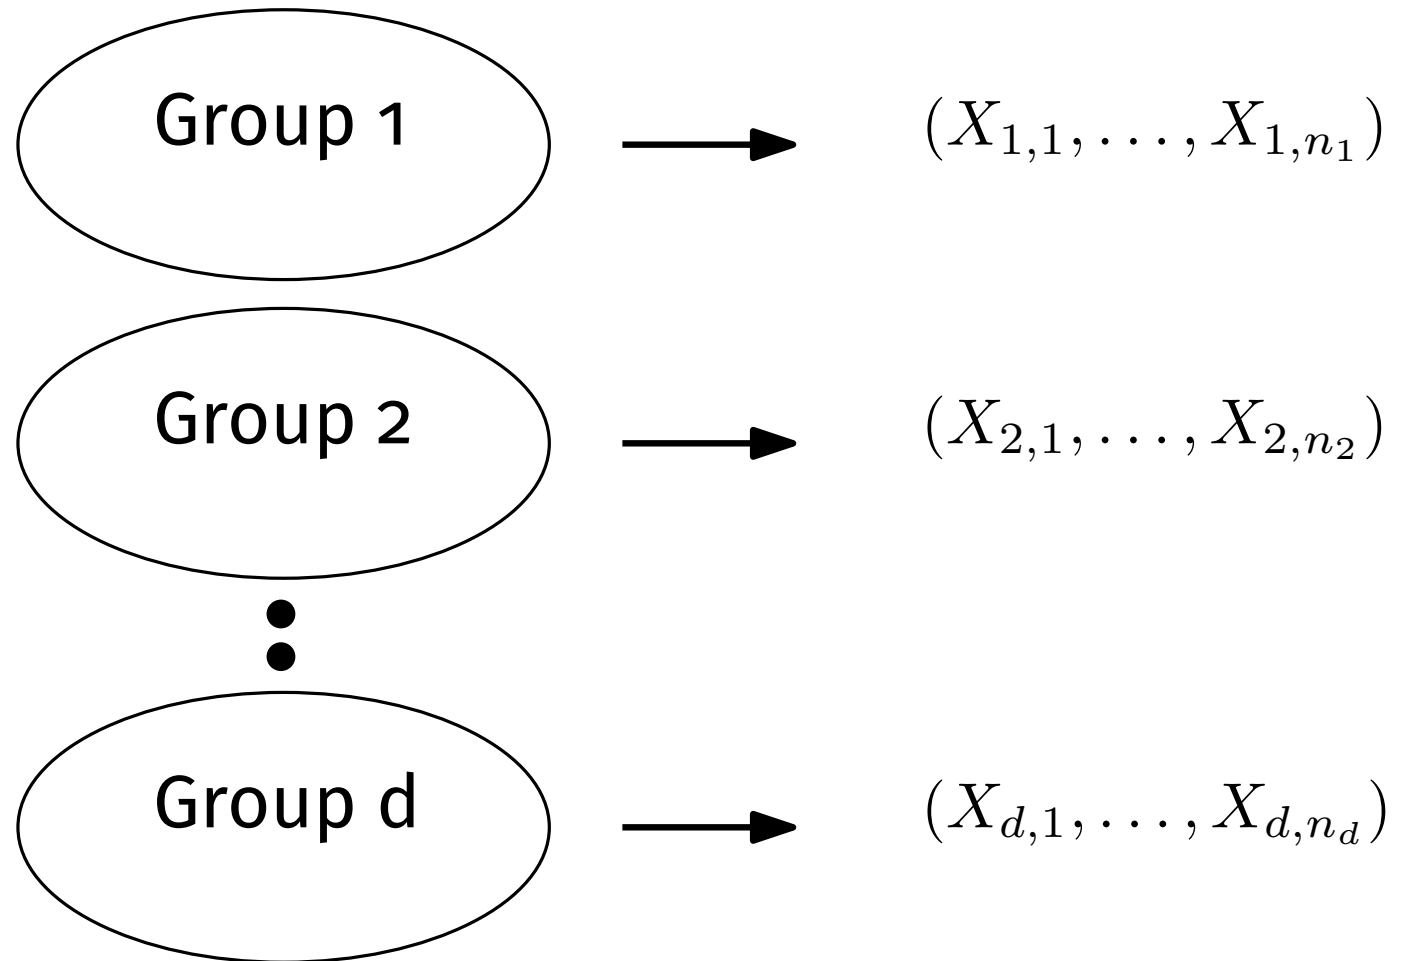 Group 1 (X_{1,1}, . . . , X_{1,n_1})
Group 2 (X_{2,1}, . . . , X_{2,n_2})
Group d (X_{d,1}, . . . , X_{d,n_d})